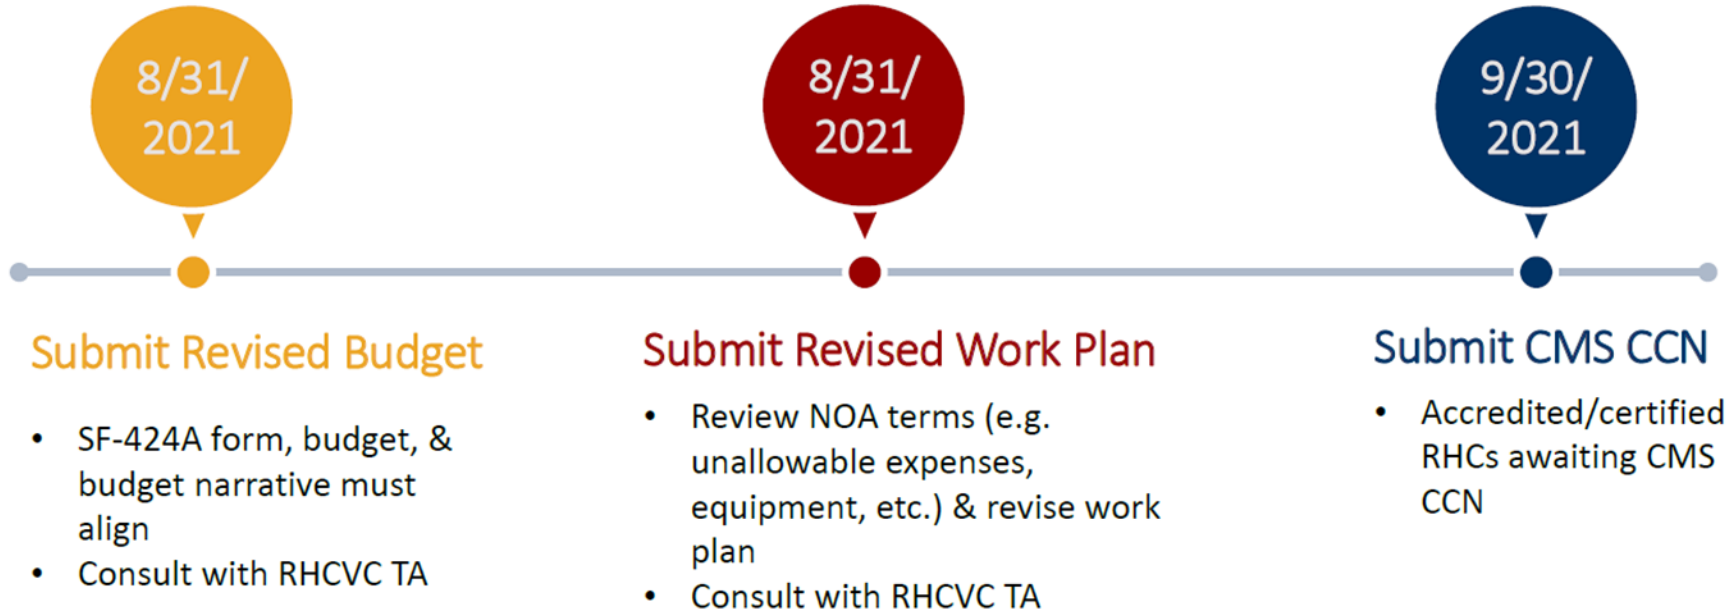 8/31/
2021
Submit Revised Budget
• SF-424A form, budget, &
budget narrative must
align
• Consult with RHCVC TA
8/31/
2021
Submit Revised Work Plan
• Review NOA terms (e.g.
unallowable expenses,
equipment, etc.) & revise work
plan
• Consult with RHCVC TA
9/30/
2021
Submit CMS CCN
• Accredited/certified
RHCs awaiting CMS
CCN